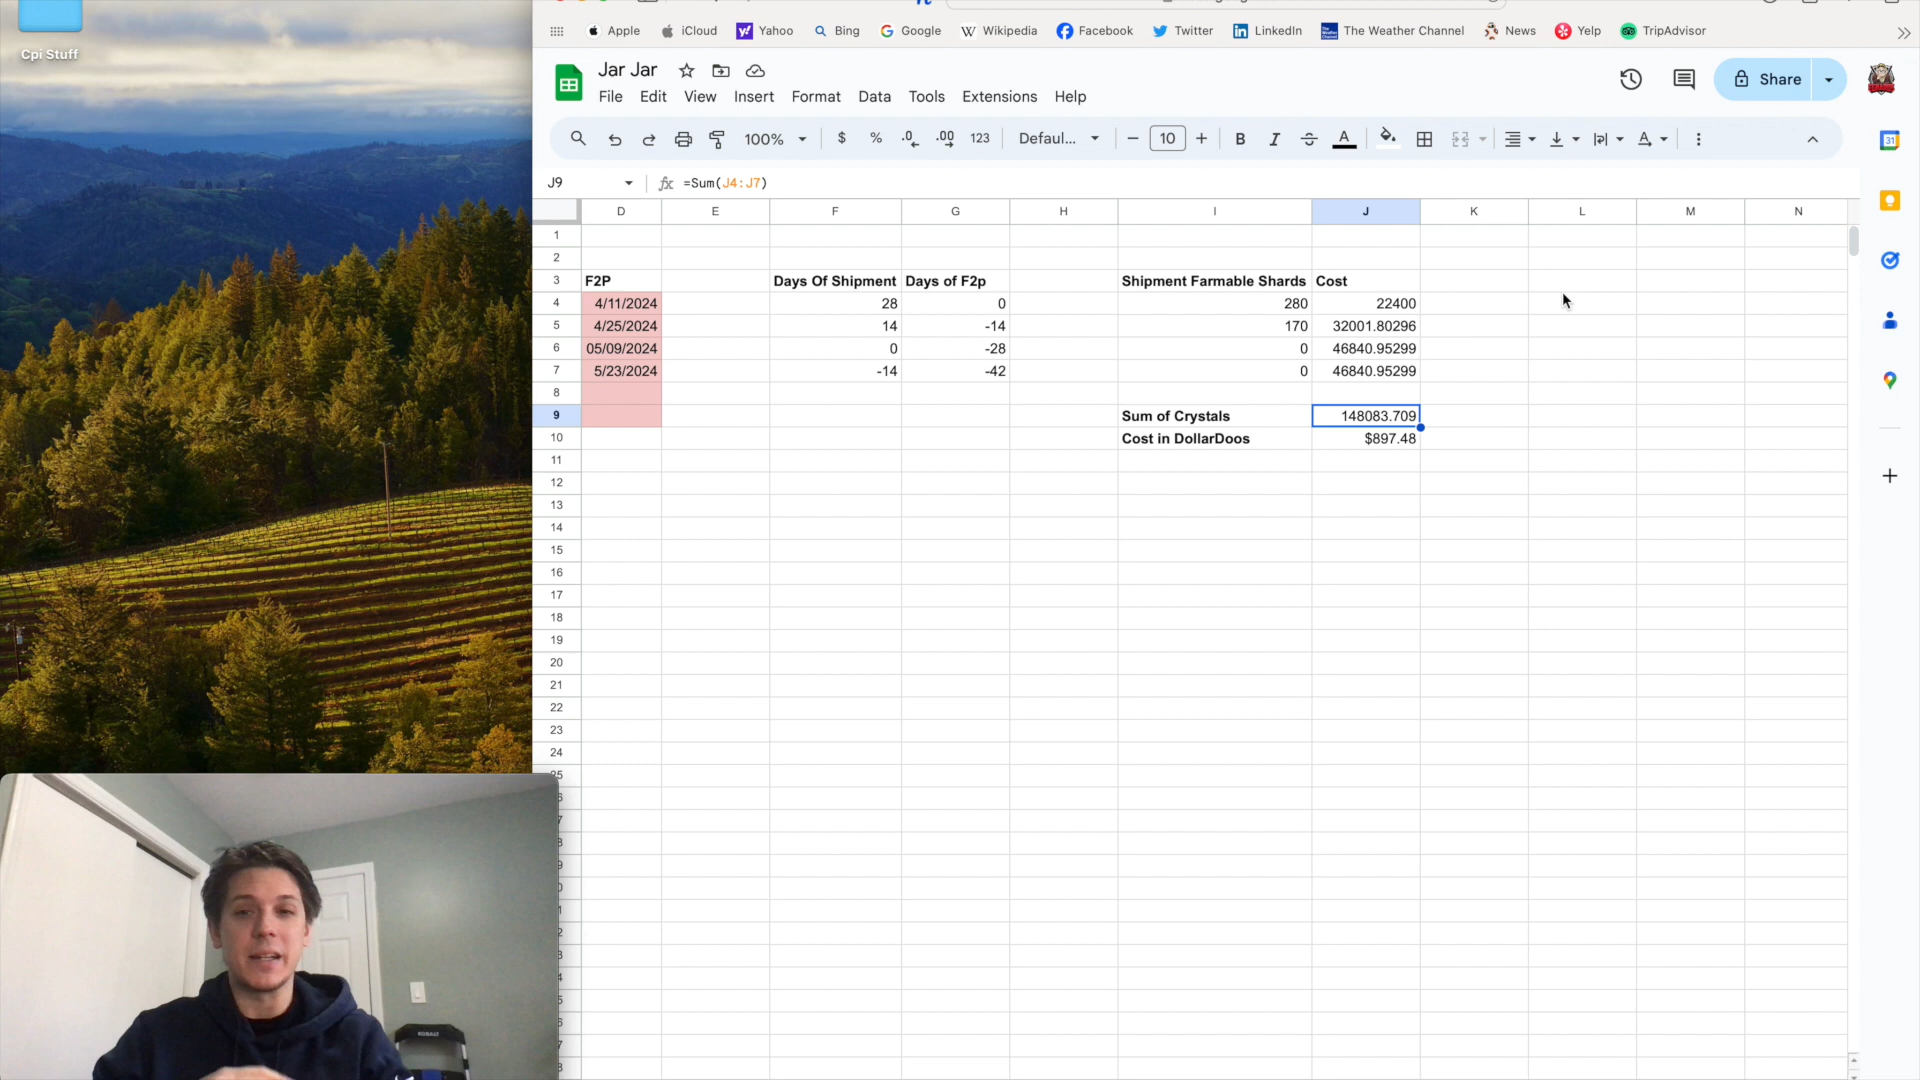 Cpi Stuff
Apple iCloud Yahoo Bing Google Wikipedia Facebook Twitter LinkedIn The Weather Channel News Yelp TripAdvisor
Jar Jar
Share
File Edit View Insert Format Data Tools Extensions Help
100% $ % .0 .00 123 Defaul... 10 B I A
J9 fx =Sum(J4:J7)
D E F G H I J K L M N
1
2
3 F2P Days Of Shipment Days of F2p Shipment Farmable Shards Cost
4 4/11/2024 28 0 280 22400
5 4/25/2024 14 -14 170 32001.80296
6 05/09/2024 0 -28 0 46840.95299
7 5/23/2024 -14 -42 0 46840.95299
8
9 Sum of Crystals 148083.709
10 Cost in DollarDoos $897.48
11
12
13
14
15
16
17
18
19
20
21
22
23
24
25
KOBALT